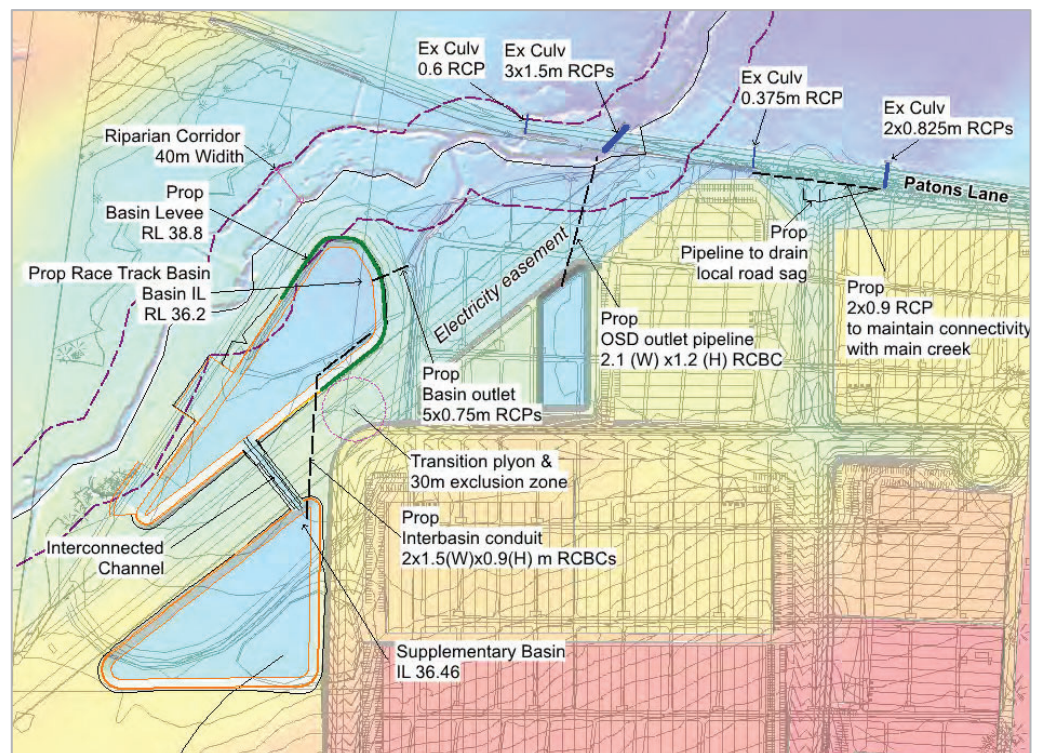 Ex Culv
0.6 RCP
Ex Culv
3x1.5m RCPs
Ex Culv
0.375m RCP
Ex Culv
2x0.825m RCPs
Patons Lane
Riparian Corridor
40m Widith
Prop
Basin Levee
RL 38.8
Prop Race Track Basin
Basin IL
RL 36.2
Electricity easement
Prop
Pipeline to drain
local road sag
Prop
2x0.9 RCP
to maintain connectivity
with main creek
Prop
OSD outlet pipeline
2.1 (W) x1.2 (H) RCBC
Prop
Basin outlet
5x0.75m RCPs
Transition plyon &
30m exclusion zone
Prop
Interbasin conduit
2x1.5(W)x0.9(H) m RCBCs
Interconnected
Channel
Supplementary Basin
IL 36.46